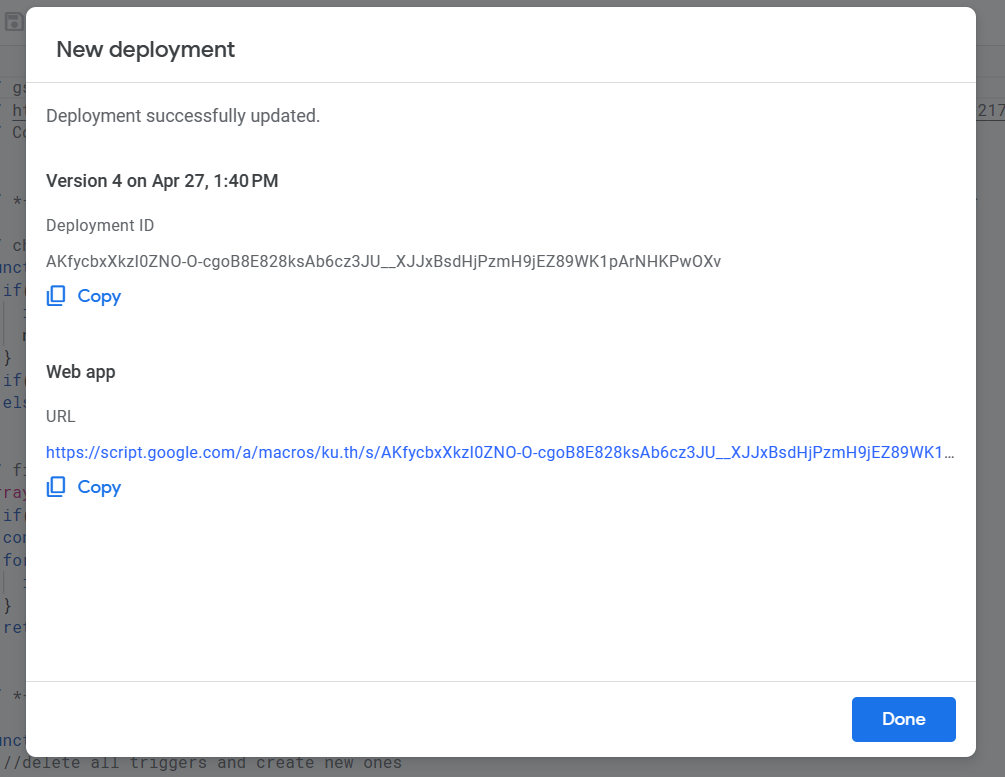 New deployment
Deployment successfully updated.
Version 4 on Apr 27, 1:40 PM
Deployment ID
AKfycbxXkzI0ZNO-O-cgoB8E828ksAb6cz3JU__XJJxBsdHjPzmH9jEZ89WK1pArNHKPwOXv
Copy
Web app
URL
https://script.google.com/a/macros/ku.th/s/AKfycbxXkzI0ZNO-O-cgoB8E828ksAb6cz3JU__XJJxBsdHjPzmH9jEZ89WK1...
Copy
Done
//delete all triggers and create new ones